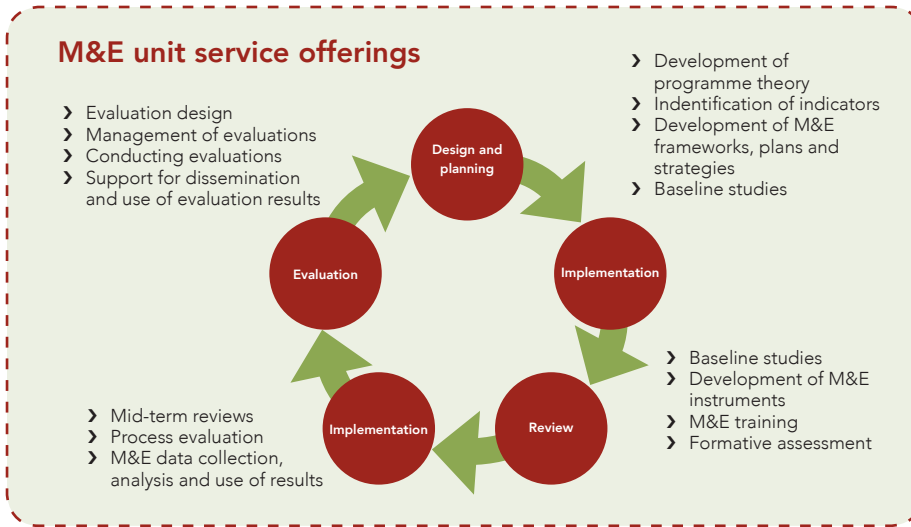 M&E unit service offerings
❯ Evaluation design
❯ Management of evaluations
❯ Conducting evaluations
❯ Support for dissemination
and use of evaluation results
Design and
planning
❯ Development of
programme theory
❯ Indentification of indicators
❯ Development of M&E
frameworks, plans and
strategies
❯ Baseline studies
Evaluation
Implementation
❯ Baseline studies
❯ Development of M&E
instruments
❯ M&E training
❯ Formative assessment
❯ Mid-term reviews
❯ Process evaluation
❯ M&E data collection,
analysis and use of results
Implementation
Review